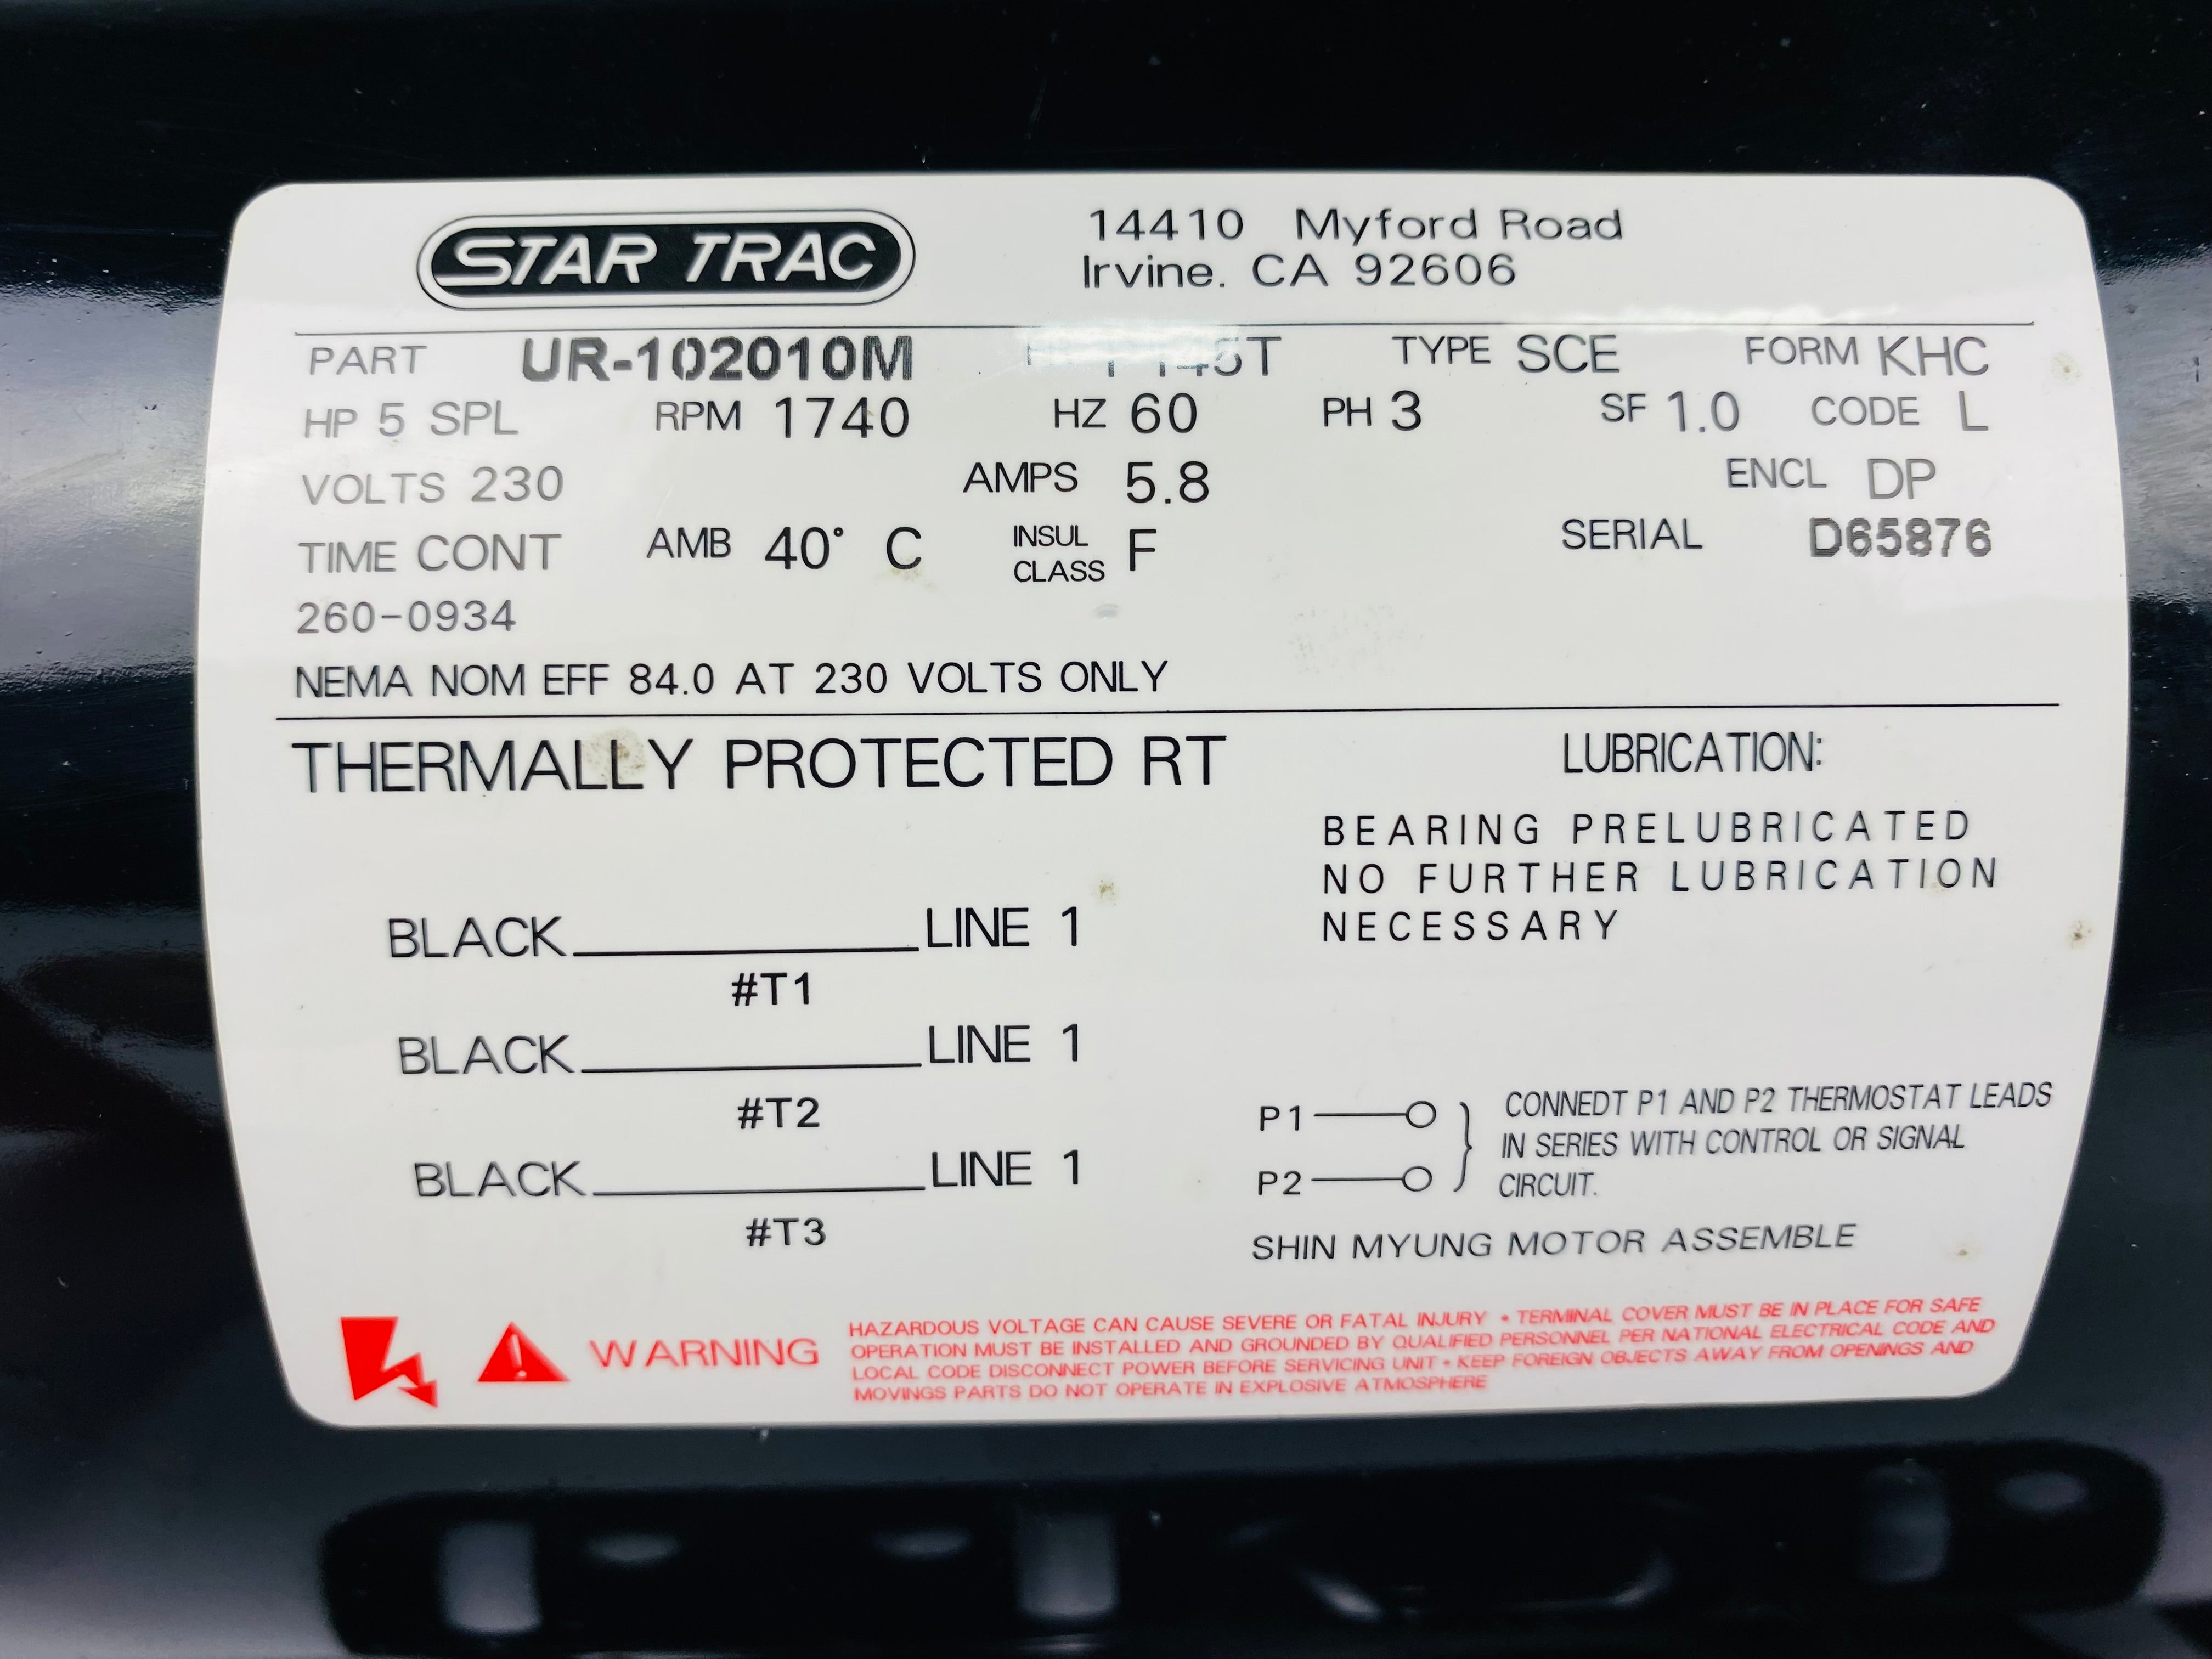 STAR TRAC
14410 Myford Road
Irvine. CA 92606
PART UR-102010M TYPE SCE FORM KHC
HP 5 SPL RPM 1740 HZ 60 PH 3 SF 1.0 CODE L
VOLTS 230 AMPS 5.8 ENCL DP
TIME CONT AMB 40° C INSUL CLASS F SERIAL D65876
260-0934
NEMA NOM EFF 84.0 AT 230 VOLTS ONLY
THERMALLY PROTECTED RT
BLACK LINE 1
#T1
BLACK LINE 1
#T2
BLACK LINE 1
#T3
LUBRICATION:
BEARING PRELUBRICATED
NO FURTHER LUBRICATION
NECESSARY
P1
P2
CONNEDT P1 AND P2 THERMOSTAT LEADS
IN SERIES WITH CONTROL OR SIGNAL
CIRCUIT.
SHIN MYUNG MOTOR ASSEMBLE
WARNING
HAZARDOUS VOLTAGE CAN CAUSE SEVERE OR FATAL INJURY • TERMINAL COVER MUST BE IN PLACE FOR SAFE
OPERATION MUST BE INSTALLED AND GROUNDED BY QUALIFIED PERSONNEL PER NATIONAL ELECTRICAL CODE AND
LOCAL CODE DISCONNECT POWER BEFORE SERVICING UNIT • KEEP FOREIGN OBJECTS AWAY FROM OPENINGS AND
MOVINGS PARTS DO NOT OPERATE IN EXPLOSIVE ATMOSPHERE